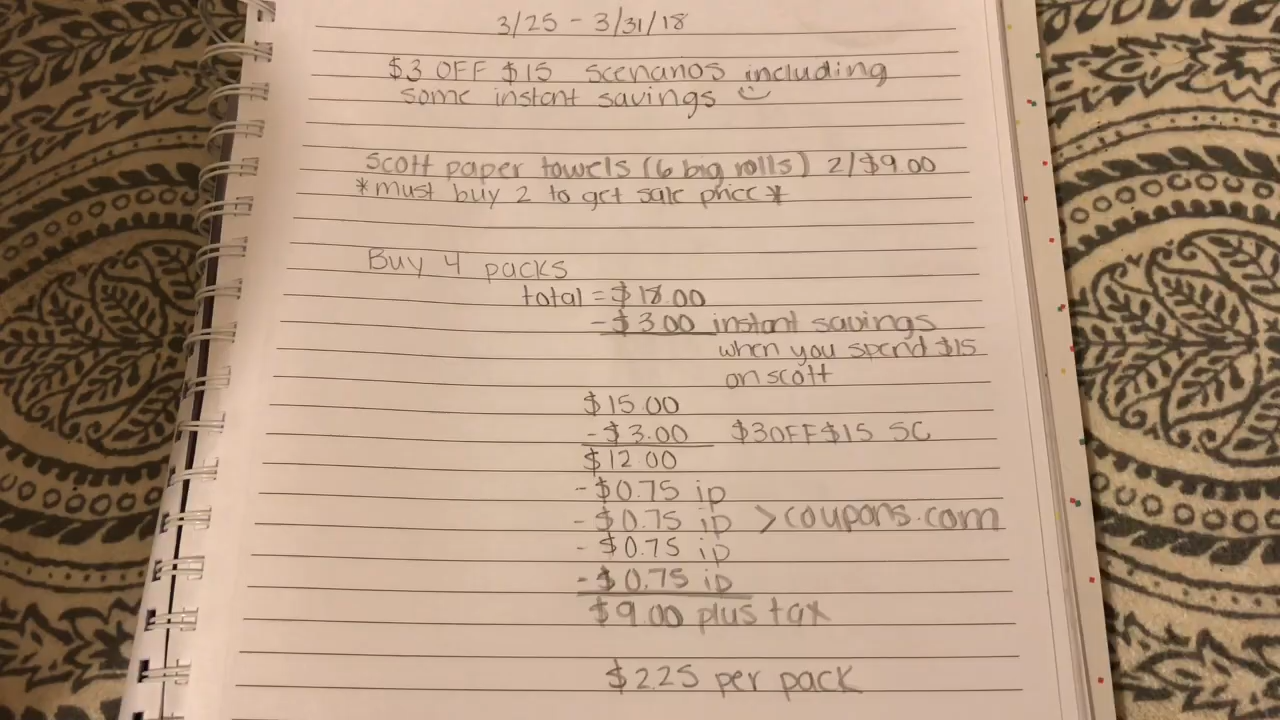 3/25 - 3/31/18
$3 OFF $15 scenarios including
some instant savings
Scott paper towels (6 big rolls) 2/$9.00
*must buy 2 to get sale price*
Buy 4 packs
total = $18.00
- $3.00 instant savings
when you spend $15
on scott
$15.00
- $3.00 $3OFF$15 SC
$12.00
- $0.75 ip
- $0.75 ip >coupons.com
- $0.75 ip
- $0.75 ip
$9.00 plus tax
$2.25 per pack